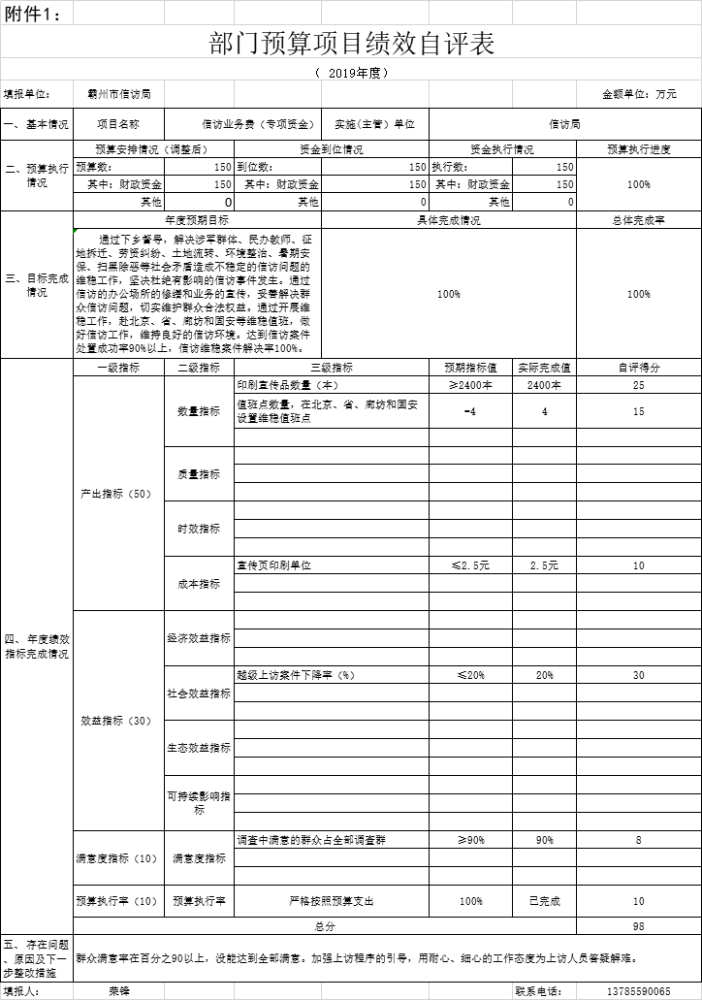 附件1：
部门预算项目绩效自评表
（ 2019年度）
填报单位： 霸州市信访局 金额单位：万元
一、 基本情况 项目名称 信访业务费（专项资金） 实施(主管）单位 信访局
二、预算执行情况 预算安排情况（调整后） 资金到位情况 资金执行情况 预算执行进度
预算数： 150 到位数： 150 执行数： 150 100%
其中：财政资金 150 其中：财政资金 150 其中：财政资金 150
其他 0 其他 0 其他 0
三、目标完成情况 年度预期目标 具体完成情况 总体完成率
通过下乡督导，解决涉军群体、民办教师、征
地拆迁、劳资纠纷、土地流转、环境整治、暑期安
保、扫黑除恶等社会矛盾造成不稳定的信访问题的
维稳工作，坚决杜绝有影响的信访事件发生。通过
信访的办公场所的修缮和业务的宣传，妥善解决群
众信访问题，切实维护群众合法权益。通过开展维
稳工作，赴北京、省、廊坊和固安等维稳值班，做
好信访工作，维持良好的信访环境。达到信访案件
处置成功率90%以上，信访维稳案件解决率100%。
100% 100%
四、 年度绩效指标完成情况 一级指标 二级指标 三级指标 预期指标值 实际完成值 自评得分
产出指标（50） 数量指标 印刷宣传品数量（本） ≥2400本 2400本 25
值班点数量，在北京、省、廊坊和固安
设置维稳值班点 -4 4 15
质量指标
时效指标
成本指标 宣传页印刷单位 ≤2.5元 2.5元 10
效益指标（30） 经济效益指标
社会效益指标 越级上访案件下降率（%） ≤20% 20% 30
生态效益指标
可持续影响指标
满意度指标（10） 满意度指标 调查中满意的群众占全部调查群 ≥90% 90% 8
预算执行率（10） 预算执行率 严格按照预算支出 100% 已完成 10
总分 98
五、 存在问题、原因及下一步整改措施 群众满意率在百分之90以上，没能达到全部满意。加强上访程序的引导，用耐心、细心的工作态度为上访人员答疑解难。
填报人： 荣锋 联系电话： 13785590065